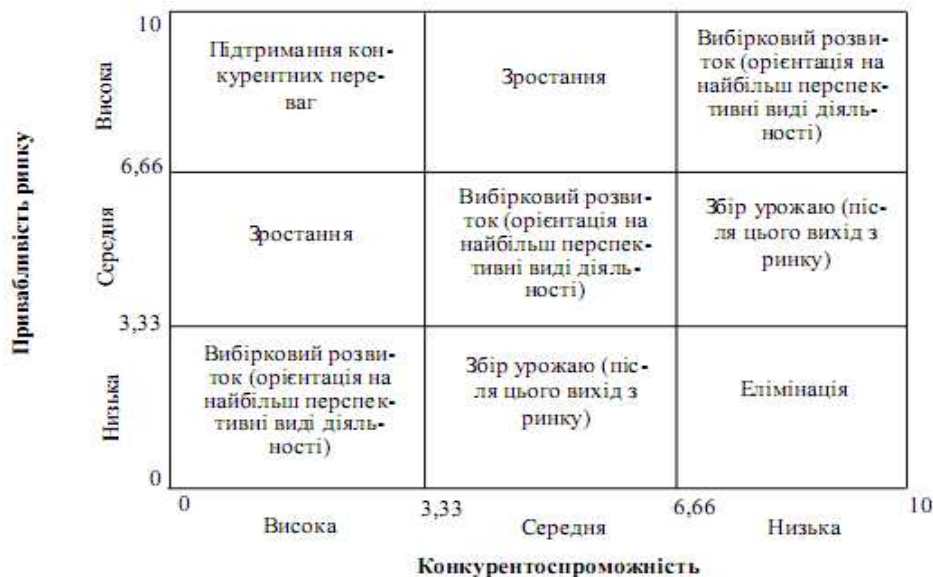 10
Підтримання кон-
курентних пере-
ваг
Зростання
Вибірковий розви-
ток (орієнтація на
найбільш перспек-
тивні виді діяль-
ності)
Висока
6,66
Зростання
Вибірковий розви-
ток (орієнтація на
найбільш перспек-
тивні виді діяль-
ності)
Збір урожаю (піс-
ля цього вихід з
ринку)
Середня
Привабливість ринку
3,33
Вибірковий розви-
ток (орієнтація на
найбільш перспек-
тивні виді діяль-
ності)
Збір урожаю (піс-
ля цього вихід з
ринку)
Елімінація
Низька
0
0
3,33
6,66
10
Висока
Середня
Низька
Конкурентоспроможність